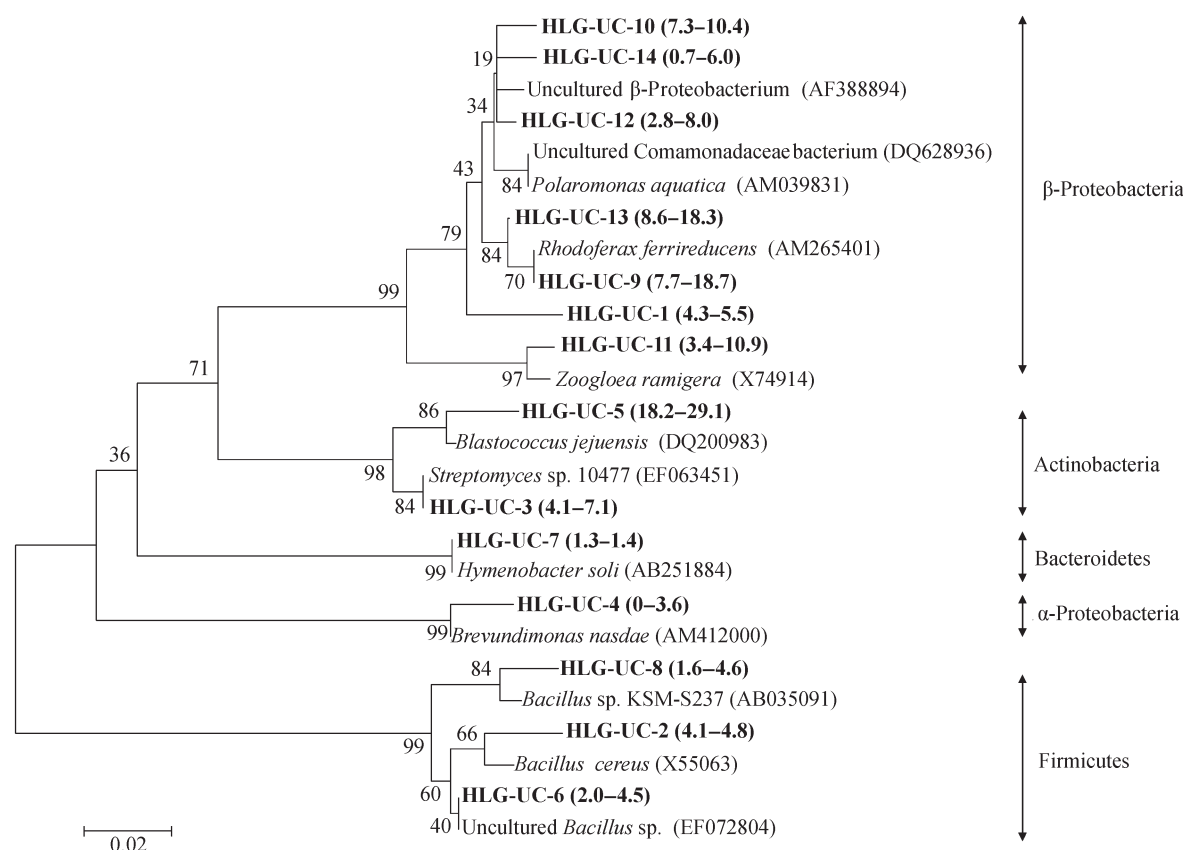 HLG-UC-10 (7.3–10.4)
19
HLG-UC-14 (0.7–6.0)
Uncultured β-Proteobacterium (AF388894)
34
HLG-UC-12 (2.8–8.0)
Uncultured Comamonadaceae bacterium (DQ628936)
43
84
Polaromonas aquatica (AM039831)
β-Proteobacteria
HLG-UC-13 (8.6–18.3)
79
84
Rhodoferax ferrireducens (AM265401)
70
HLG-UC-9 (7.7–18.7)
99
HLG-UC-1 (4.3–5.5)
HLG-UC-11 (3.4–10.9)
71
97
Zoogloea ramigera (X74914)
86
HLG-UC-5 (18.2–29.1)
Blastococcus jejuensis (DQ200983)
36
Actinobacteria
98
Streptomyces sp. 10477 (EF063451)
84
HLG-UC-3 (4.1–7.1)
HLG-UC-7 (1.3–1.4)
Bacteroidetes
99
Hymenobacter soli (AB251884)
HLG-UC-4 (0–3.6)
α-Proteobacteria
99
Brevundimonas nasdae (AM412000)
84
HLG-UC-8 (1.6–4.6)
Bacillus sp. KSM-S237 (AB035091)
66
HLG-UC-2 (4.1–4.8)
99
Bacillus cereus (X55063)
Firmicutes
60
HLG-UC-6 (2.0–4.5)
40
Uncultured Bacillus sp. (EF072804)
0.02